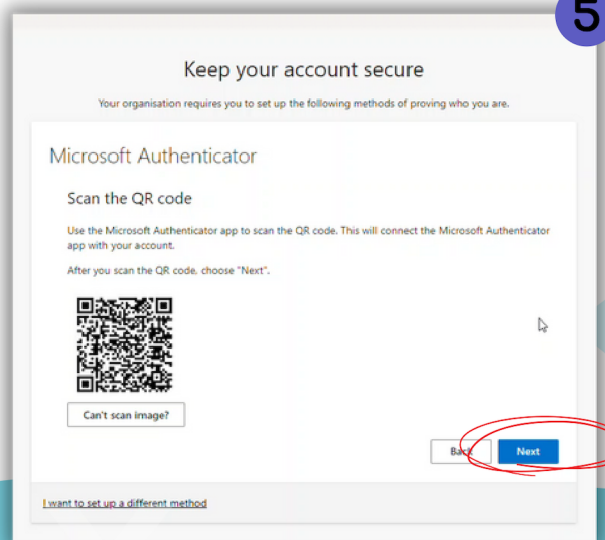 5
Keep your account secure
Your organisation requires you to set up the following methods of proving who you are.
Microsoft Authenticator
Scan the QR code
Use the Microsoft Authenticator app to scan the QR code. This will connect the Microsoft Authenticator
app with your account.
After you scan the QR code, choose "Next".
Can't scan image?
Back Next
I want to set up a different method